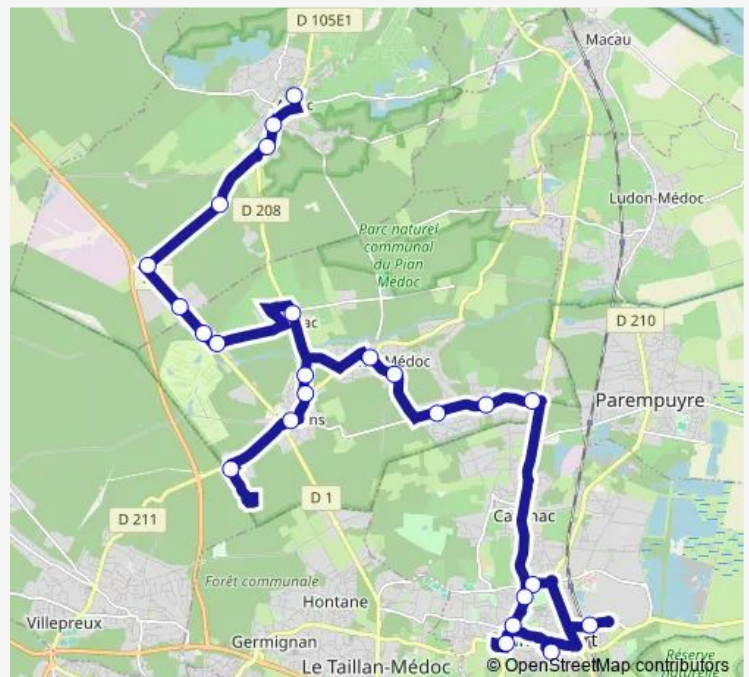 D 105E1
Macau
D 208
Ludon-Médoc
Parc naturel
communal
du Pian
Médoc
D 210
Médoc
Parempuyre
D 1
D 211
Forêt communale
Hontane
Villepreux
Germignan
Le Taillan-Médoc
Réserve
naturelle
© OpenStreetMap contributors